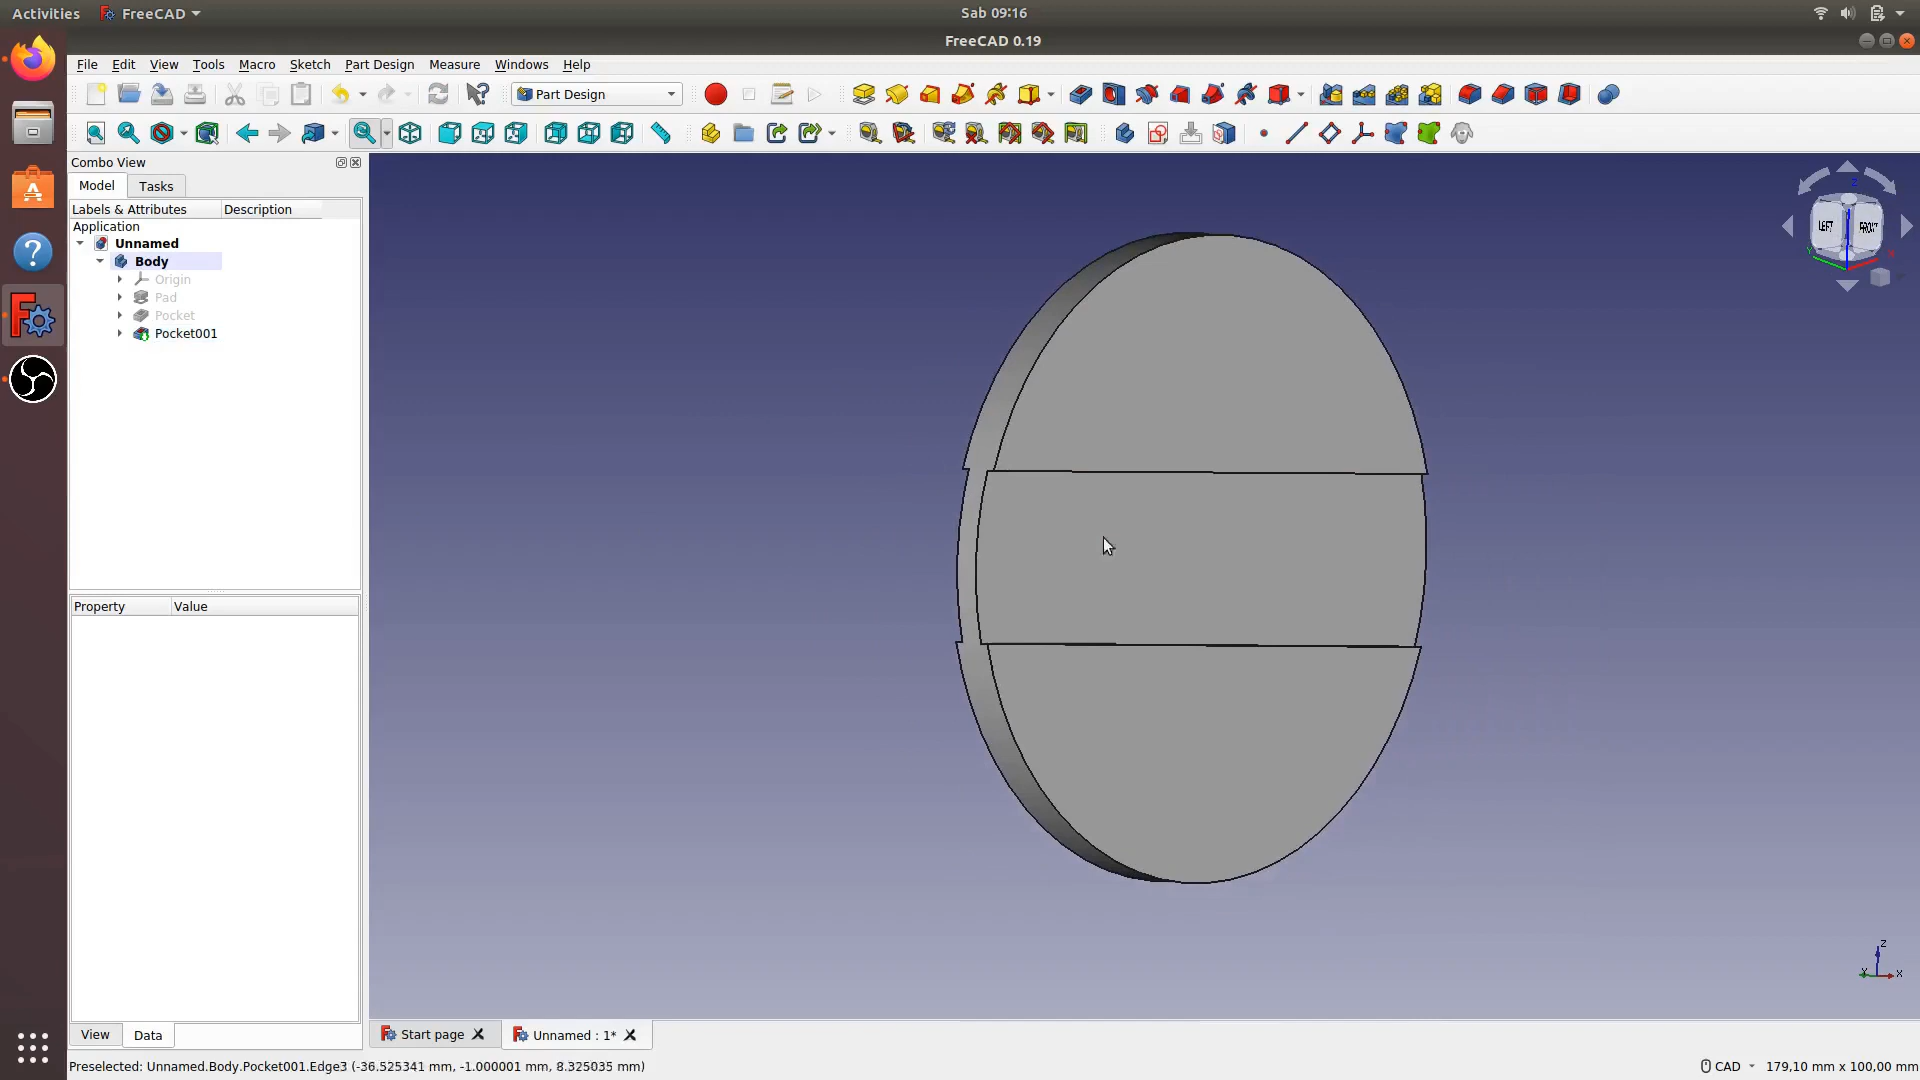 Activities FreeCAD Sab 09:16
FreeCAD 0.19
File Edit View Tools Macro Sketch Part Design Measure Windows Help
Part Design
Combo View
Model Tasks
Labels & Attributes Description
Application
Unnamed
Body
Origin
Pad
Pocket
Pocket001
Property Value
View Data
Start page Unnamed : 1*
Z
LEFT FRONT
Z
Y X
Preselected: Unnamed.Body.Pocket001.Edge3 (-36.525341 mm, -1.000001 mm, 8.325035 mm) CAD 179,10 mm x 100,00 mm